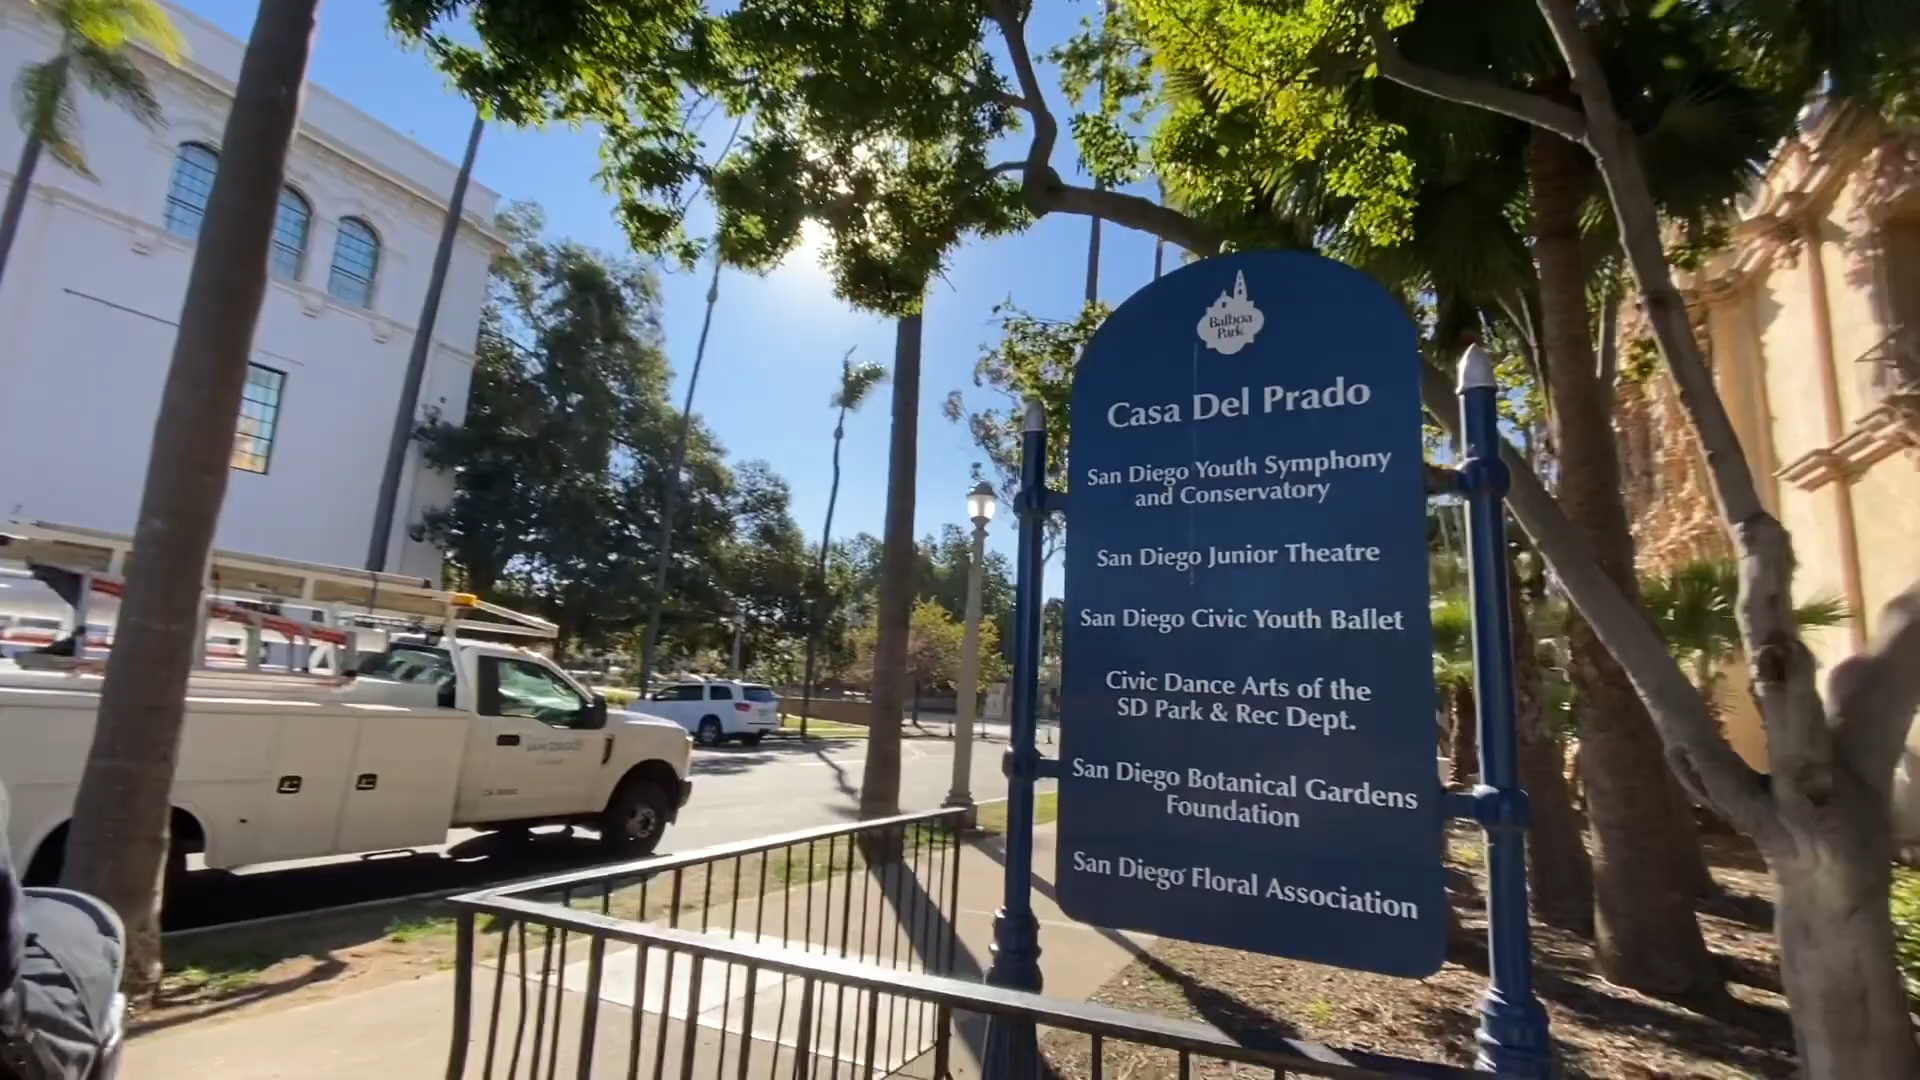 Balboa
Park
Casa Del Prado
San Diego Youth Symphony
and Conservatory
San Diego Junior Theatre
San Diego Civic Youth Ballet
Civic Dance Arts of the
SD Park & Rec Dept.
San Diego Botanical Gardens
Foundation
San Diego Floral Association